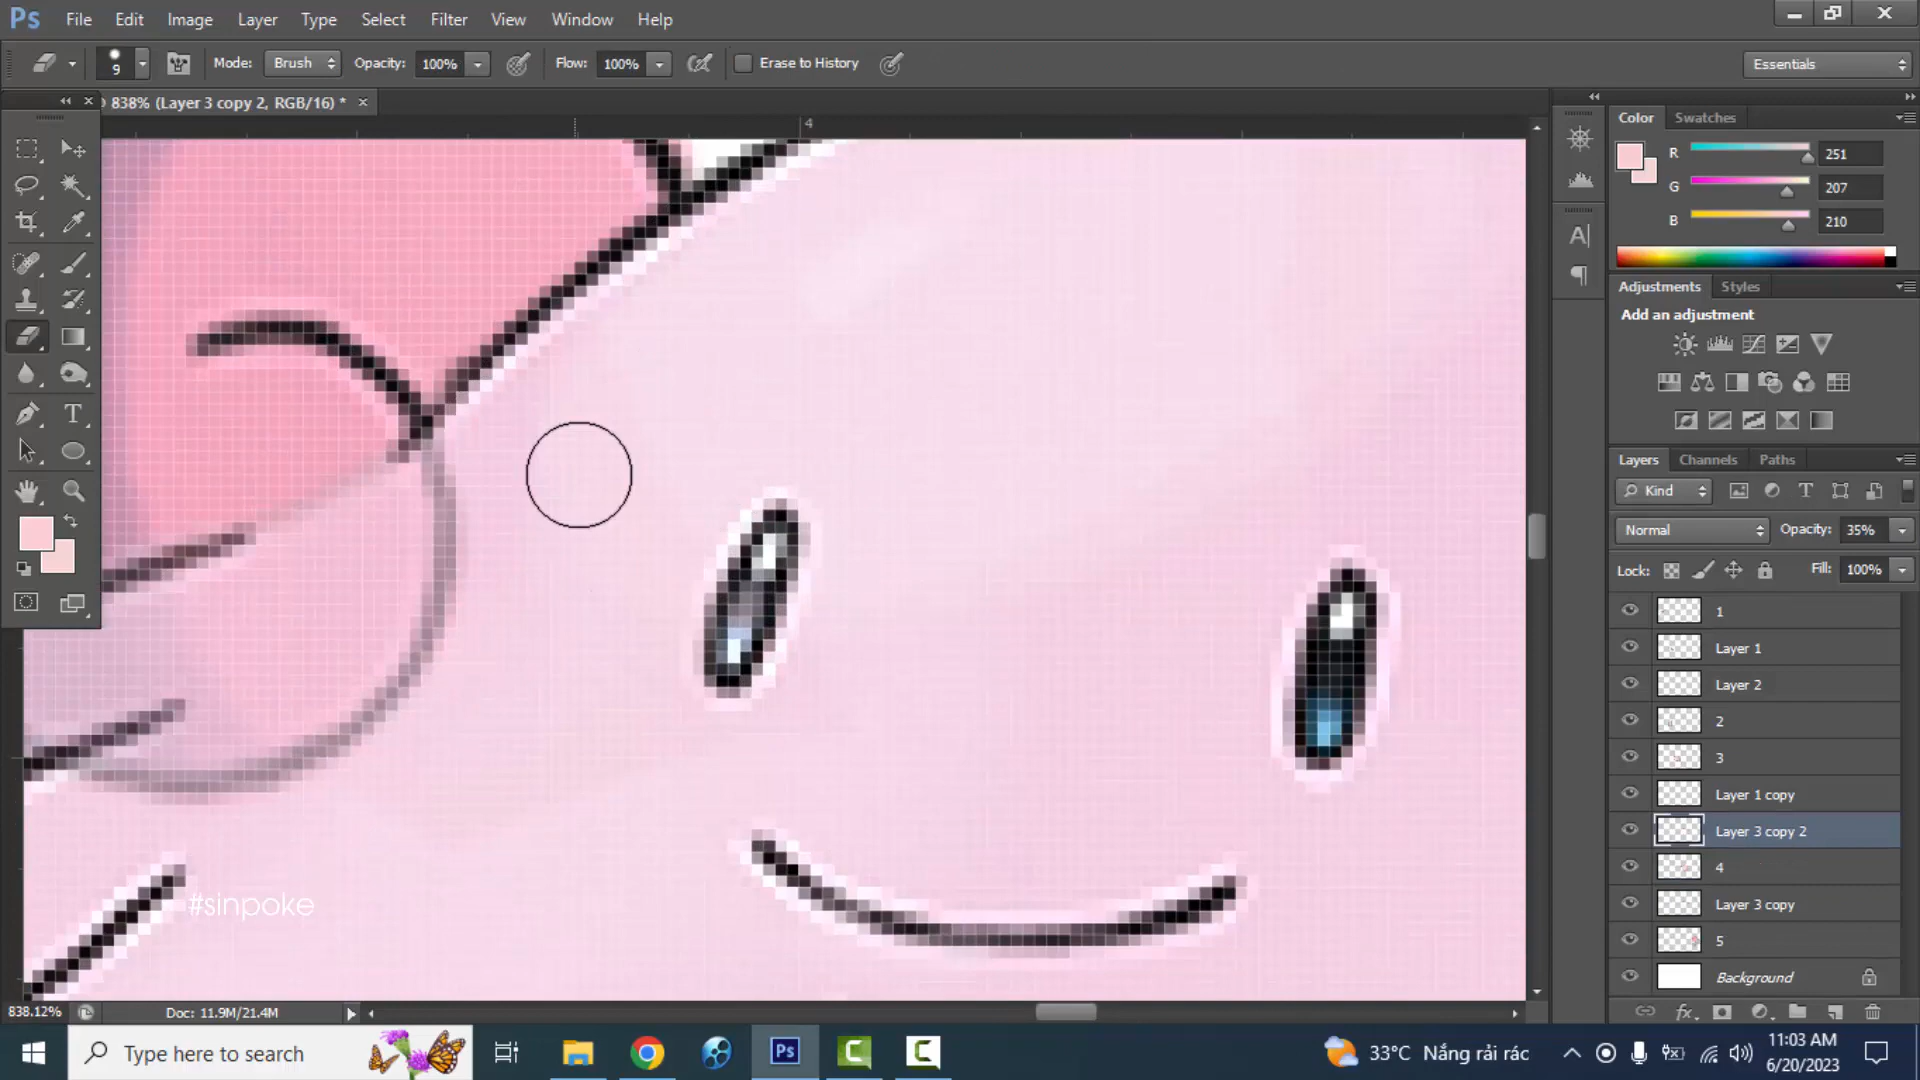 Ps File Edit Image Layer Type Select Filter View Window Help
9 Mode: Brush Opacity: 100% Flow: 100% Erase to History Essentials
838% (Layer 3 copy 2, RGB/16) * ×
4
Color Swatches
R 251
G 207
B 210
Adjustments Styles
Add an adjustment
Layers Channels Paths
Kind
Normal Opacity: 35%
Lock: Fill: 100%
1
Layer 1
Layer 2
2
3
Layer 1 copy
Layer 3 copy 2
4
Layer 3 copy
5
Background
#sinpoke
838.12% Doc: 11.9M/21.4M
Type here to search
33°C Nắng rải rác
11:03 AM
6/20/2023